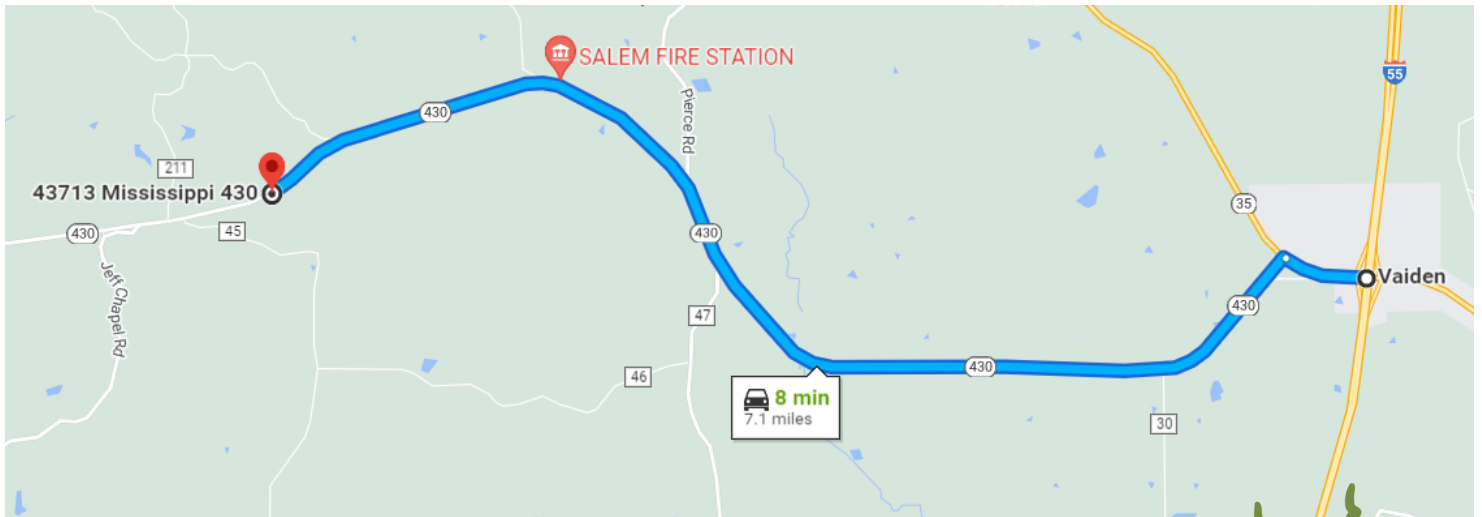 SALEM FIRE STATION
55
430
Pierce Rd
211
43713 Mississippi 430
35
430
45
430
Vaiden
Jeff Chapel Rd
430
47
430
46
8 min
7.1 miles
30